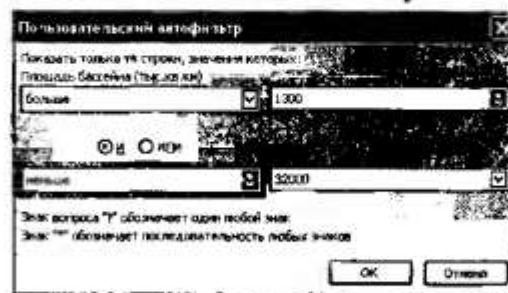 Пользовательский автофильтр
Показать только те строки, значения которых:
Площадь бассейна (тыс.кв.км)
больше 1300
И ИЛИ
меньше 32000
Знак вопроса "?" обозначает один любой знак
Знак "*" обозначает последовательность любых знаков
ОК Отмена